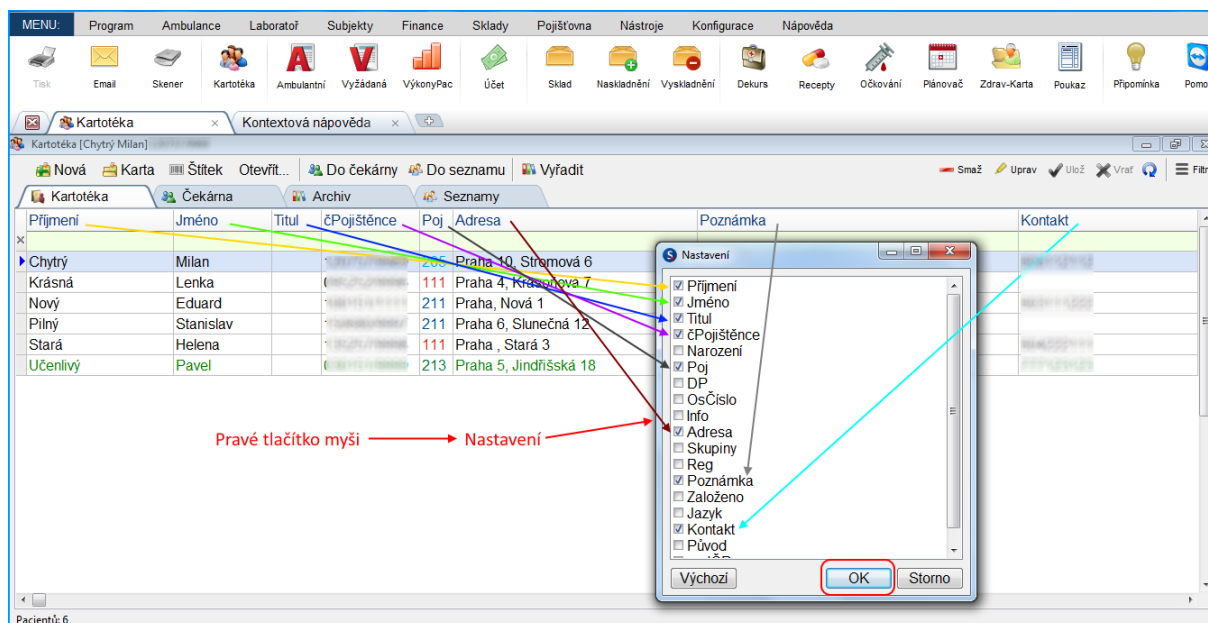 MENU: Program Ambulance Laboratoř Subjekty Finance Sklady Pojišťovna Nástroje Konfigurace Nápověda
Tisk Email Skener Kartotéka Ambulantní Vyžádaná VýkonyPac Účet Sklad Naskladnění Vyskladnění Dekurs Recepty Očkování Plánovač Zdrav-Karta Poukaz Připomínka
Kartotéka × Kontextová nápověda ×
Kartotéka [Chytrý Milan]
Nová Karta Štítek Otevřít... Do čekárny Do seznamu Vyřadit Smaž Uprav Ulož Vrať Filtr
Kartotéka Čekárna Archiv Seznamy
Příjmení Jméno Titul čPojištěnce Poj Adresa Poznámka Kontakt
Chytrý Milan 205 Praha 10, Stromová 6
Krásná Lenka 111 Praha 4, Krásonova 7
Nový Eduard 211 Praha, Nová 1
Pilný Stanislav 211 Praha 6, Slunečná 12
Stará Helena 111 Praha , Stará 3
Učenlivý Pavel 213 Praha 5, Jindřišská 18
Pravé tlačítko myši Nastavení
Nastavení
Příjmení
Jméno
Titul
čPojištěnce
Narození
Poj
DP
OsČíslo
Info
Adresa
Skupiny
Reg
Poznámka
Založeno
Jazyk
Kontakt
Původ
Výchozí OK Storno
Pacientů: 6